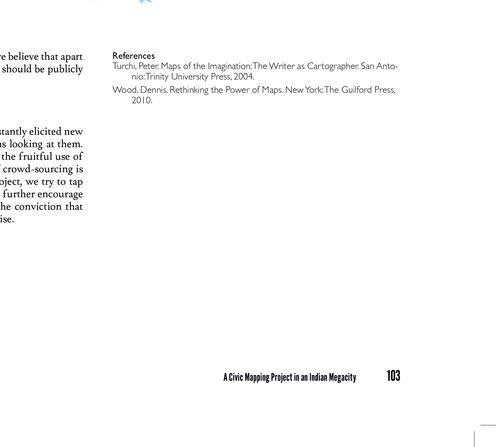 e believe that apart
should be publicly
stantly elicited new
s looking at them.
the fruitful use of
crowd-sourcing is
oject, we try to tap
further encourage
he conviction that
ise.
References
Turchi, Peter. Maps of the Imagination: The Writer as Cartographer. San Anto-
nio: Trinity University Press, 2004.
Wood, Dennis. Rethinking the Power of Maps. New York: The Guilford Press,
2010.
A Civic Mapping Project in an Indian Megacity 103